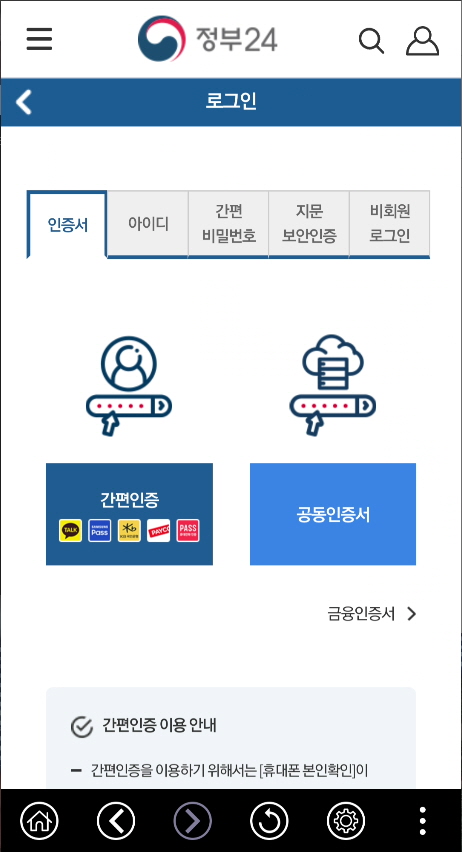 정부24
로그인
인증서
아이디
간편
비밀번호
지문
보안인증
비회원
로그인
간편인증
TALK
Pass
PAYCO
PASS
공동인증서
금융인증서
간편인증 이용 안내
간편인증을 이용하기 위해서는 [휴대폰 본인확인]이